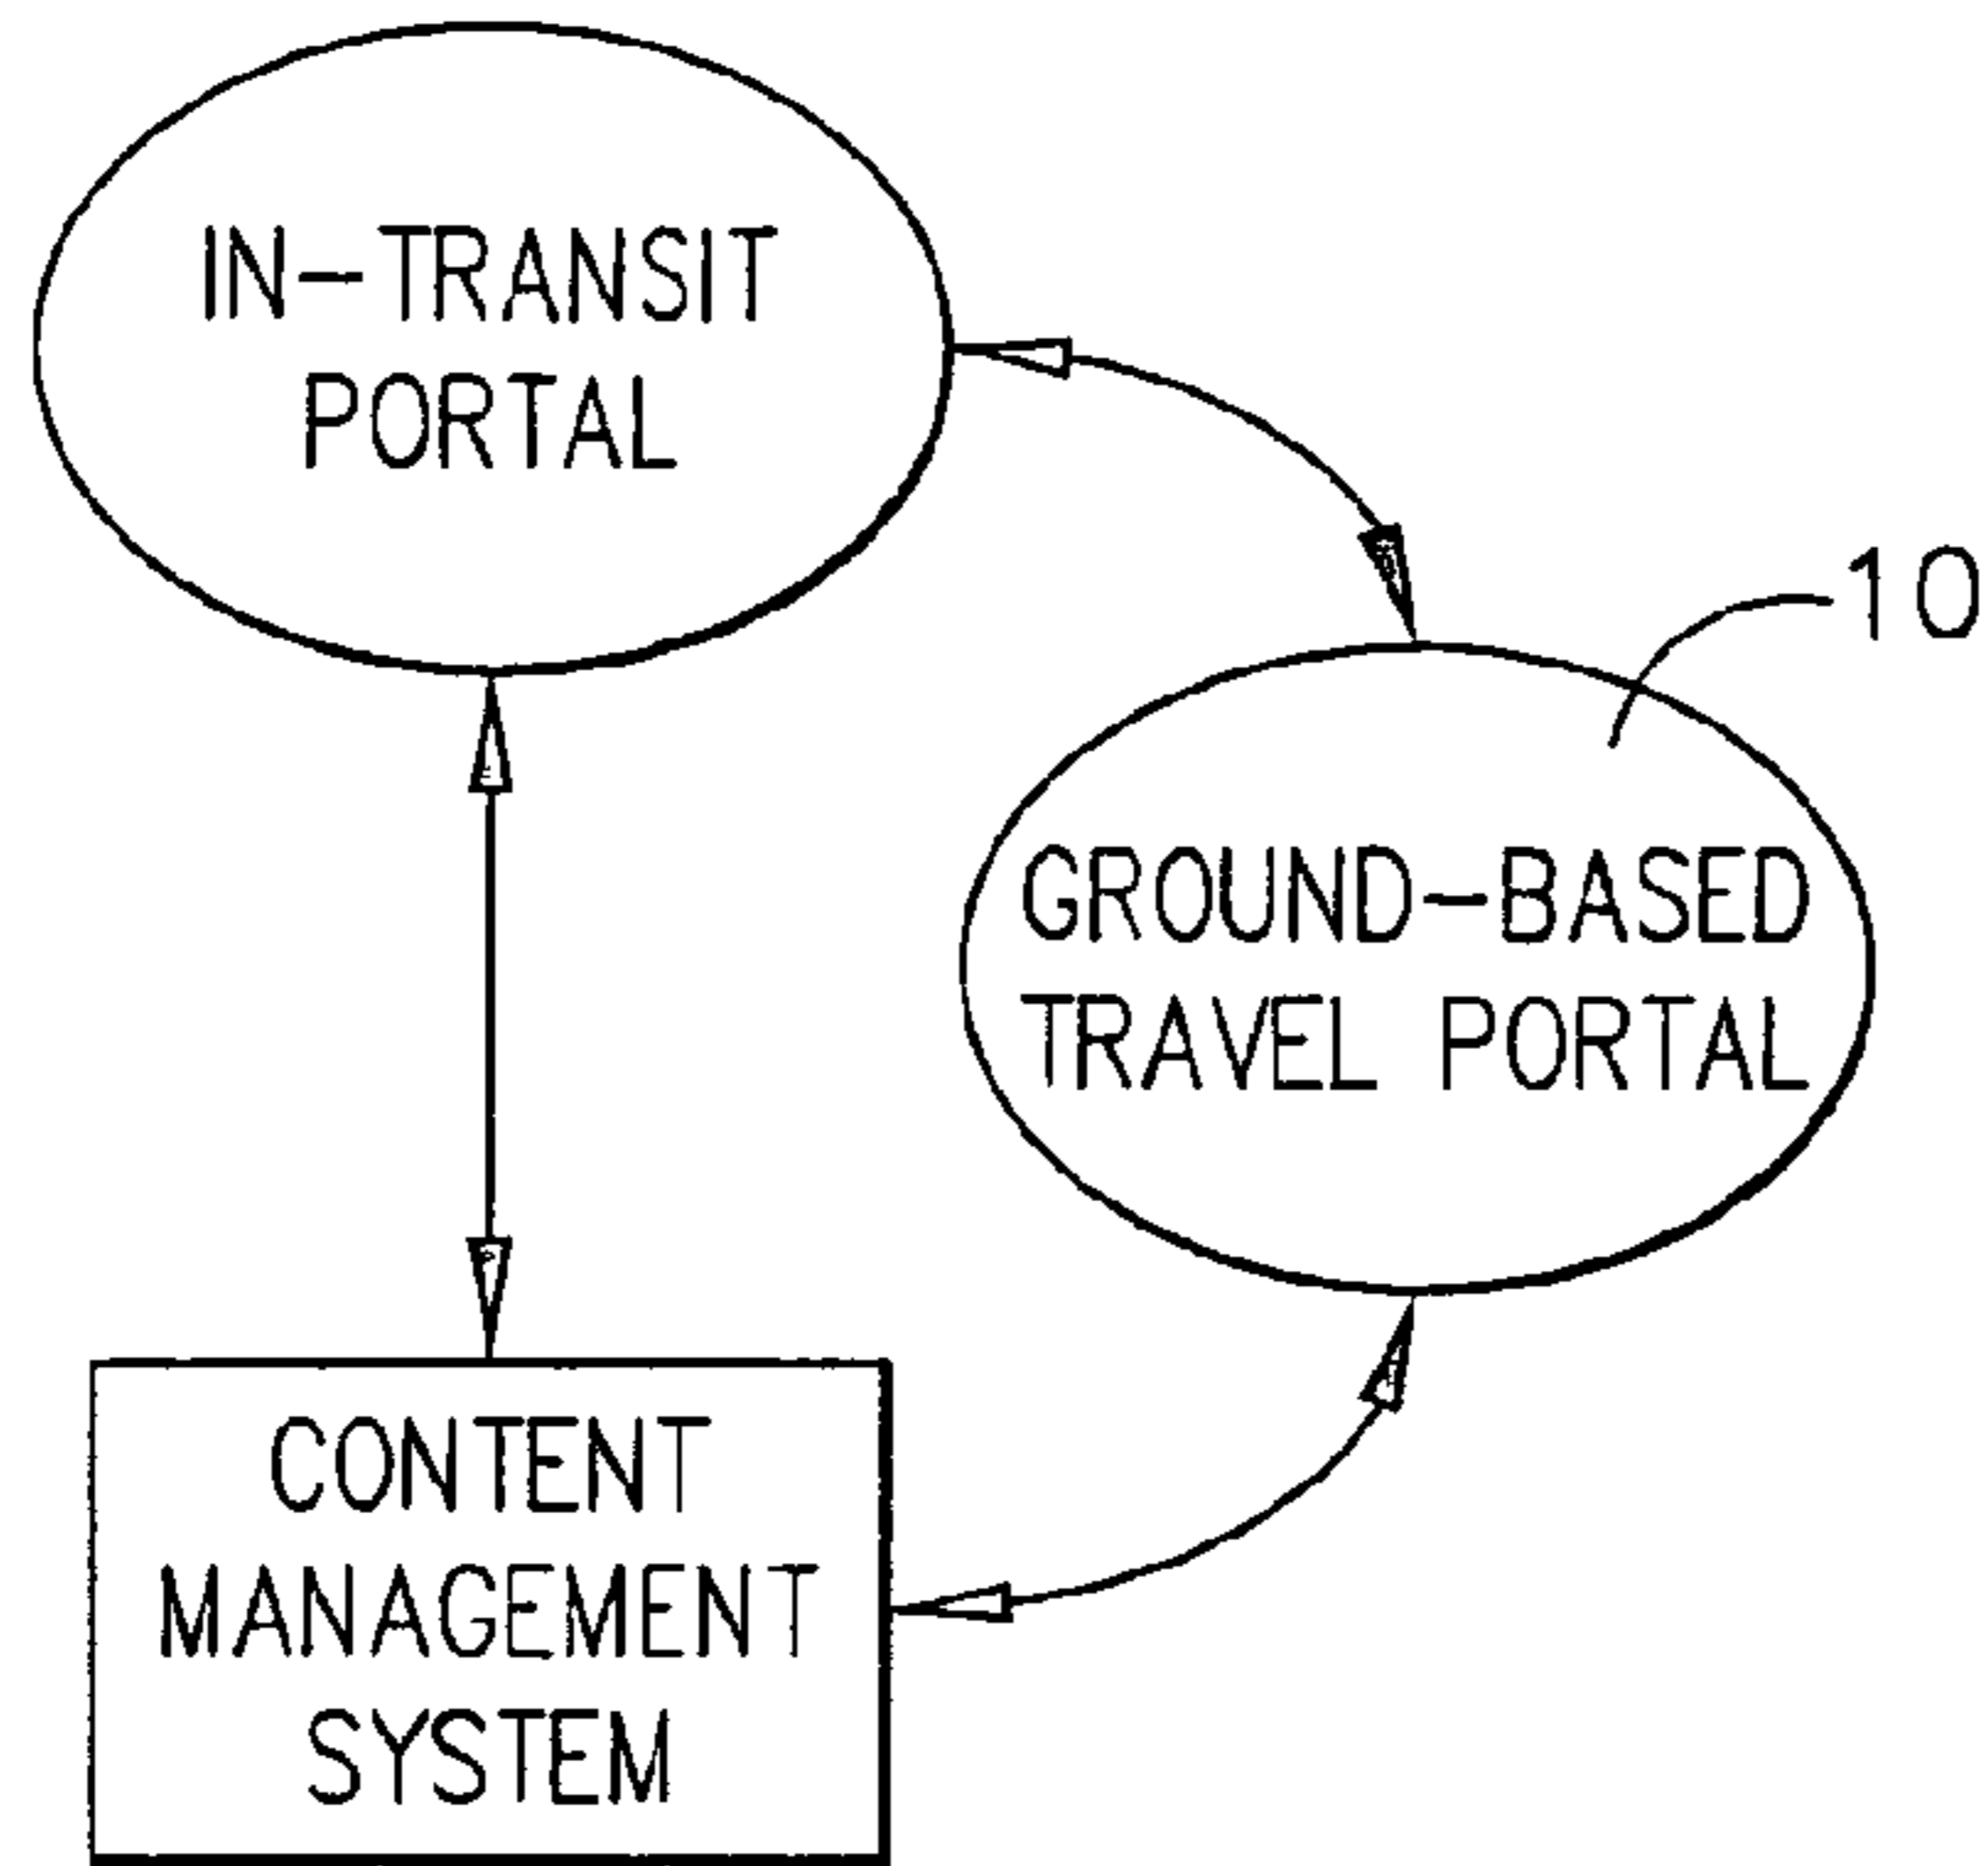 IN-TRANSIT
PORTAL
10
GROUND-BASED
TRAVEL PORTAL
CONTENT
MANAGEMENT
SYSTEM